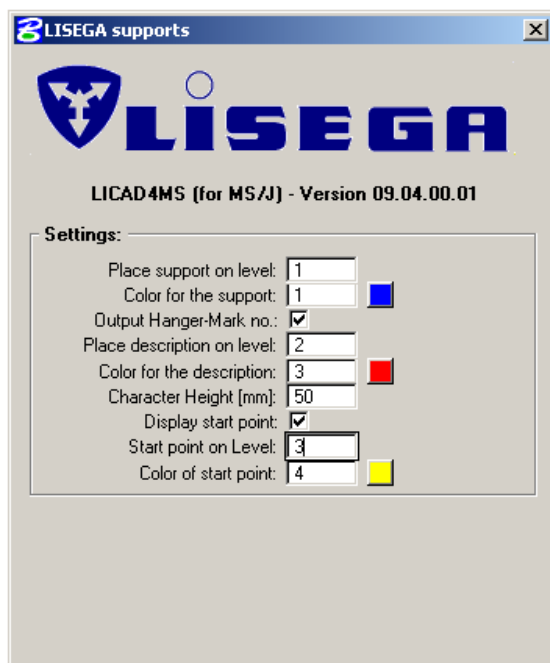 LISEGA supports
LISEGA
LICAD4MS (for MS/J) - Version 09.04.00.01
Settings:
Place support on level: 1
Color for the support: 1
Output Hanger-Mark no.:
Place description on level: 2
Color for the description: 3
Character Height [mm]: 50
Display start point:
Start point on Level: 3
Color of start point: 4